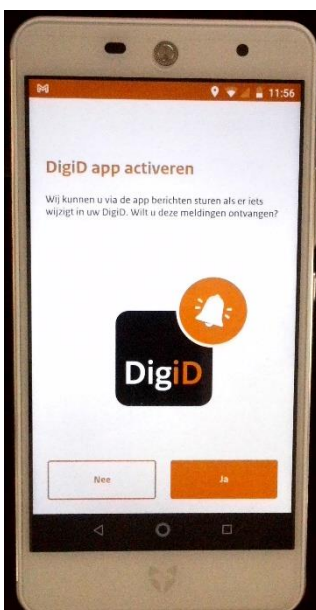 11:56
DigiD app activeren
Wij kunnen u via de app berichten sturen als er iets
wijzigt in uw DigiD. Wilt u deze meldingen ontvangen?
DigiD
Nee
Ja